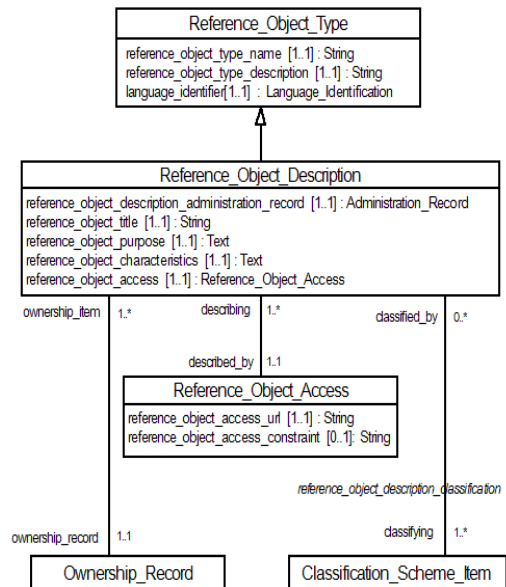 Reference_Object_Type
reference_object_type_name [1..1] : String
reference_object_type_description [1..1] : String
language_identifier[1..1] : Language_Identification
Reference_Object_Description
reference_object_description_administration_record [1..1] : Administration_Record
reference_object_title [1..1] : String
reference_object_purpose [1..1] : Text
reference_object_characteristics [1..1] : Text
reference_object_access [1..1] : Reference_Object_Access
ownership_item 1..* describing 1..* classified_by 0..*
described_by 1..1
Reference_Object_Access
reference_object_access_url [1..1] : String
reference_object_access_constraint [0..1]: String
reference_object_description_classification
ownership_record 1..1 classifying 1..*
Ownership_Record Classification_Scheme_Item